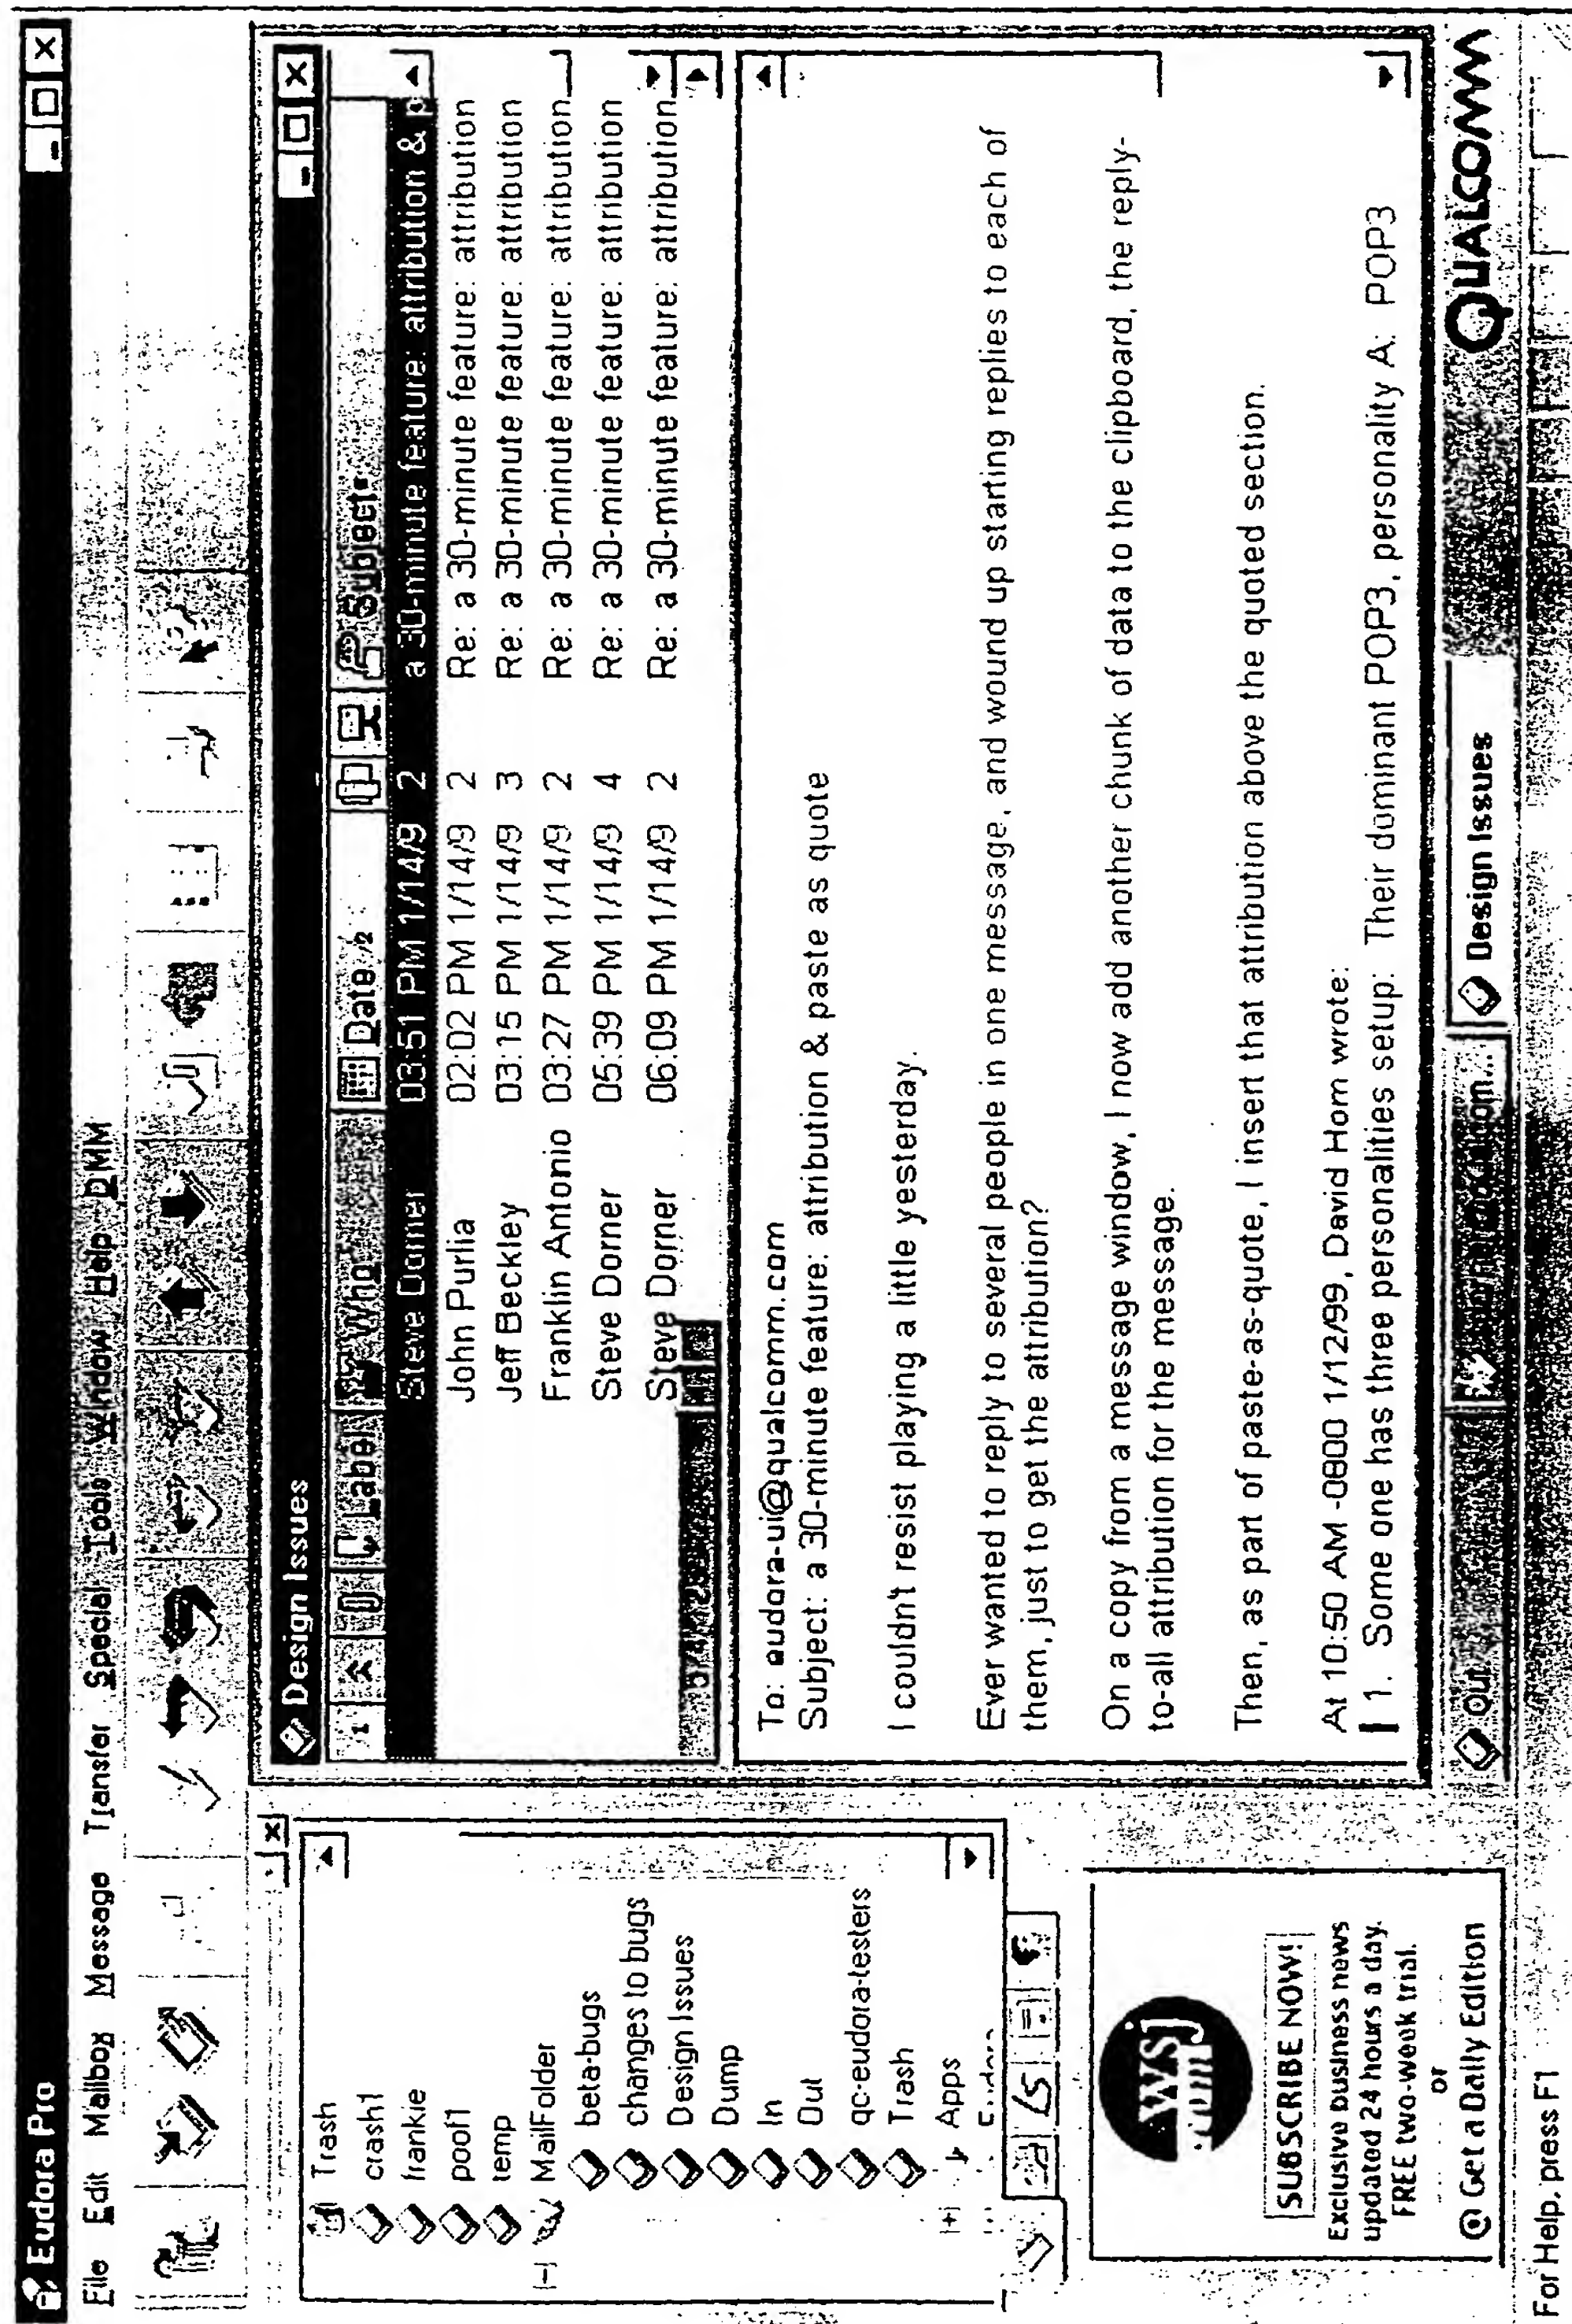 Eudora Pro
File Edit Mailbox Message Transfer Special Tools Window Help DMM
Trash
crash1
frankie
poof1
temp
MailFolder
beta-bugs
changes to bugs
Design Issues
Dump
In
Out
qc-eudora-testers
Trash
Apps
WSJ
SUBSCRIBE NOW!
Exclusive business news
updated 24 hours a day.
FREE two-week trial.
or
@ Get a Daily Edition
Design Issues
Label Who Date Subject
Steve Dorner 03:51 PM 1/14/9 2 a 30-minute feature: attribution & p
John Purlia 02:02 PM 1/14/9 2 Re: a 30-minute feature: attribution
Jeff Beckley 03:15 PM 1/14/9 3 Re: a 30-minute feature: attribution
Franklin Antonio 03:27 PM 1/14/9 2 Re: a 30-minute feature: attribution
Steve Dorner 05:39 PM 1/14/9 4 Re: a 30-minute feature: attribution
Steve Dorner 06:09 PM 1/14/9 2 Re: a 30-minute feature: attribution
To: eudora-ui@qualcomm.com
Subject: a 30-minute feature: attribution & paste as quote
I couldn't resist playing a little yesterday.
Ever wanted to reply to several people in one message, and wound up starting replies to each of
them, just to get the attribution?
On a copy from a message window, I now add another chunk of data to the clipboard, the reply-
to-all attribution for the message.
Then, as part of paste-as-quote, I insert that attribution above the quoted section.
At 10:50 AM -0800 1/12/99, David Hom wrote:
1. Some one has three personalities setup: Their dominant POP3, personality A: POP3
Out
Design Issues
QUALCOMM
For Help, press F1